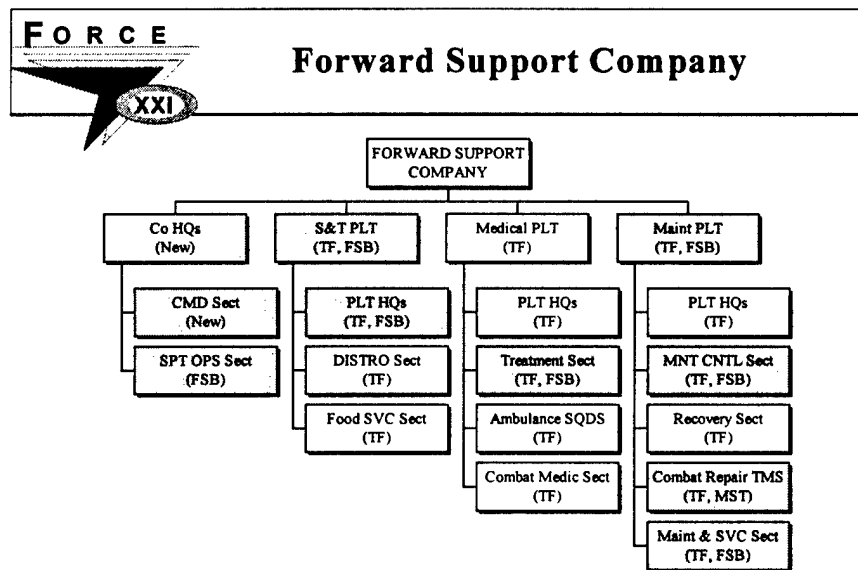 FORCE
XXI
Forward Support Company
FORWARD SUPPORT
COMPANY
Co HQs
(New)
CMD Sect
(New)
SPT OPS Sect
(FSB)
S&T PLT
(TF, FSB)
PLT HQs
(TF, FSB)
DISTRO Sect
(TF)
Food SVC Sect
(TF)
Medical PLT
(TF)
PLT HQs
(TF)
Treatment Sect
(TF, FSB)
Ambulance SQDS
(TF)
Combat Medic Sect
(TF)
Maint PLT
(TF, FSB)
PLT HQs
(TF)
MNT CNTL Sect
(TF, FSB)
Recovery Sect
(TF)
Combat Repair TMS
(TF, MST)
Maint & SVC Sect
(TF, FSB)